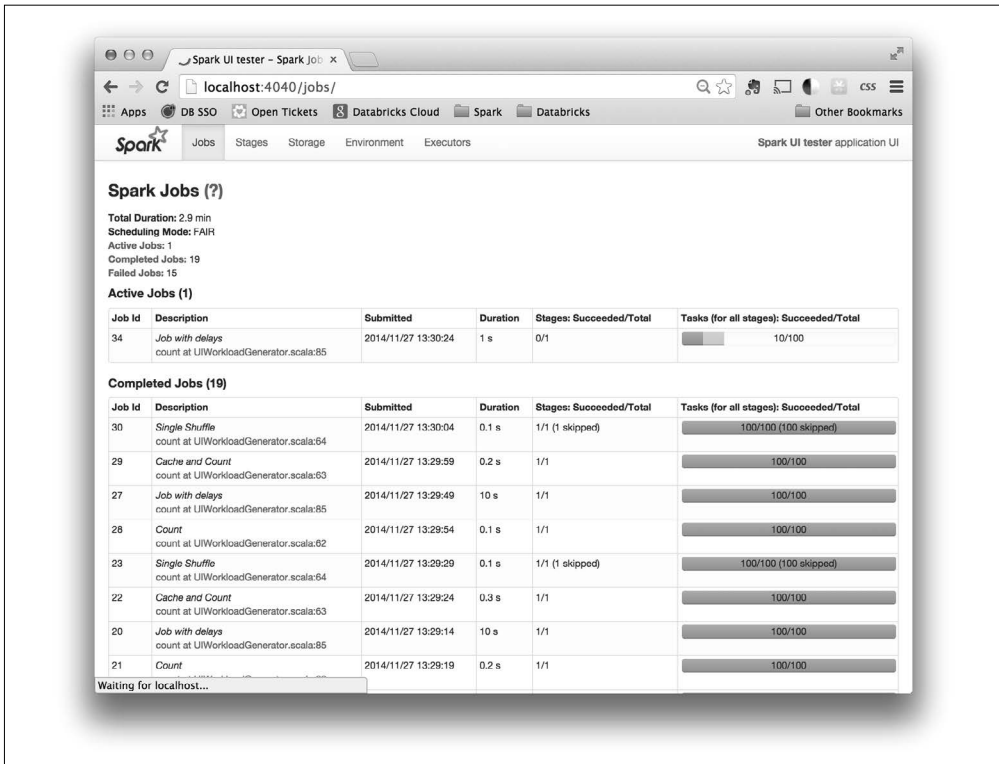 Spark UI tester - Spark Job ×
localhost:4040/jobs/
css
Apps DB SSO Open Tickets 8 Databricks Cloud Spark Databricks Other Bookmarks
Spark Jobs Stages Storage Environment Executors Spark UI tester application UI
Spark Jobs (?)
Total Duration: 2.9 min
Scheduling Mode: FAIR
Active Jobs: 1
Completed Jobs: 19
Failed Jobs: 15
Active Jobs (1)
Job Id Description Submitted Duration Stages: Succeeded/Total Tasks (for all stages): Succeeded/Total
34 Job with delays 2014/11/27 13:30:24 1 s 0/1 10/100
count at UIWorkloadGenerator.scala:85
Completed Jobs (19)
Job Id Description Submitted Duration Stages: Succeeded/Total Tasks (for all stages): Succeeded/Total
30 Single Shuffle 2014/11/27 13:30:04 0.1 s 1/1 (1 skipped) 100/100 (100 skipped)
count at UIWorkloadGenerator.scala:64
29 Cache and Count 2014/11/27 13:29:59 0.2 s 1/1 100/100
count at UIWorkloadGenerator.scala:63
27 Job with delays 2014/11/27 13:29:49 10 s 1/1 100/100
count at UIWorkloadGenerator.scala:85
28 Count 2014/11/27 13:29:54 0.1 s 1/1 100/100
count at UIWorkloadGenerator.scala:62
23 Single Shuffle 2014/11/27 13:29:29 0.1 s 1/1 (1 skipped) 100/100 (100 skipped)
count at UIWorkloadGenerator.scala:64
22 Cache and Count 2014/11/27 13:29:24 0.3 s 1/1 100/100
count at UIWorkloadGenerator.scala:63
20 Job with delays 2014/11/27 13:29:14 10 s 1/1 100/100
count at UIWorkloadGenerator.scala:85
21 Count 2014/11/27 13:29:19 0.2 s 1/1 100/100
Waiting for localhost...